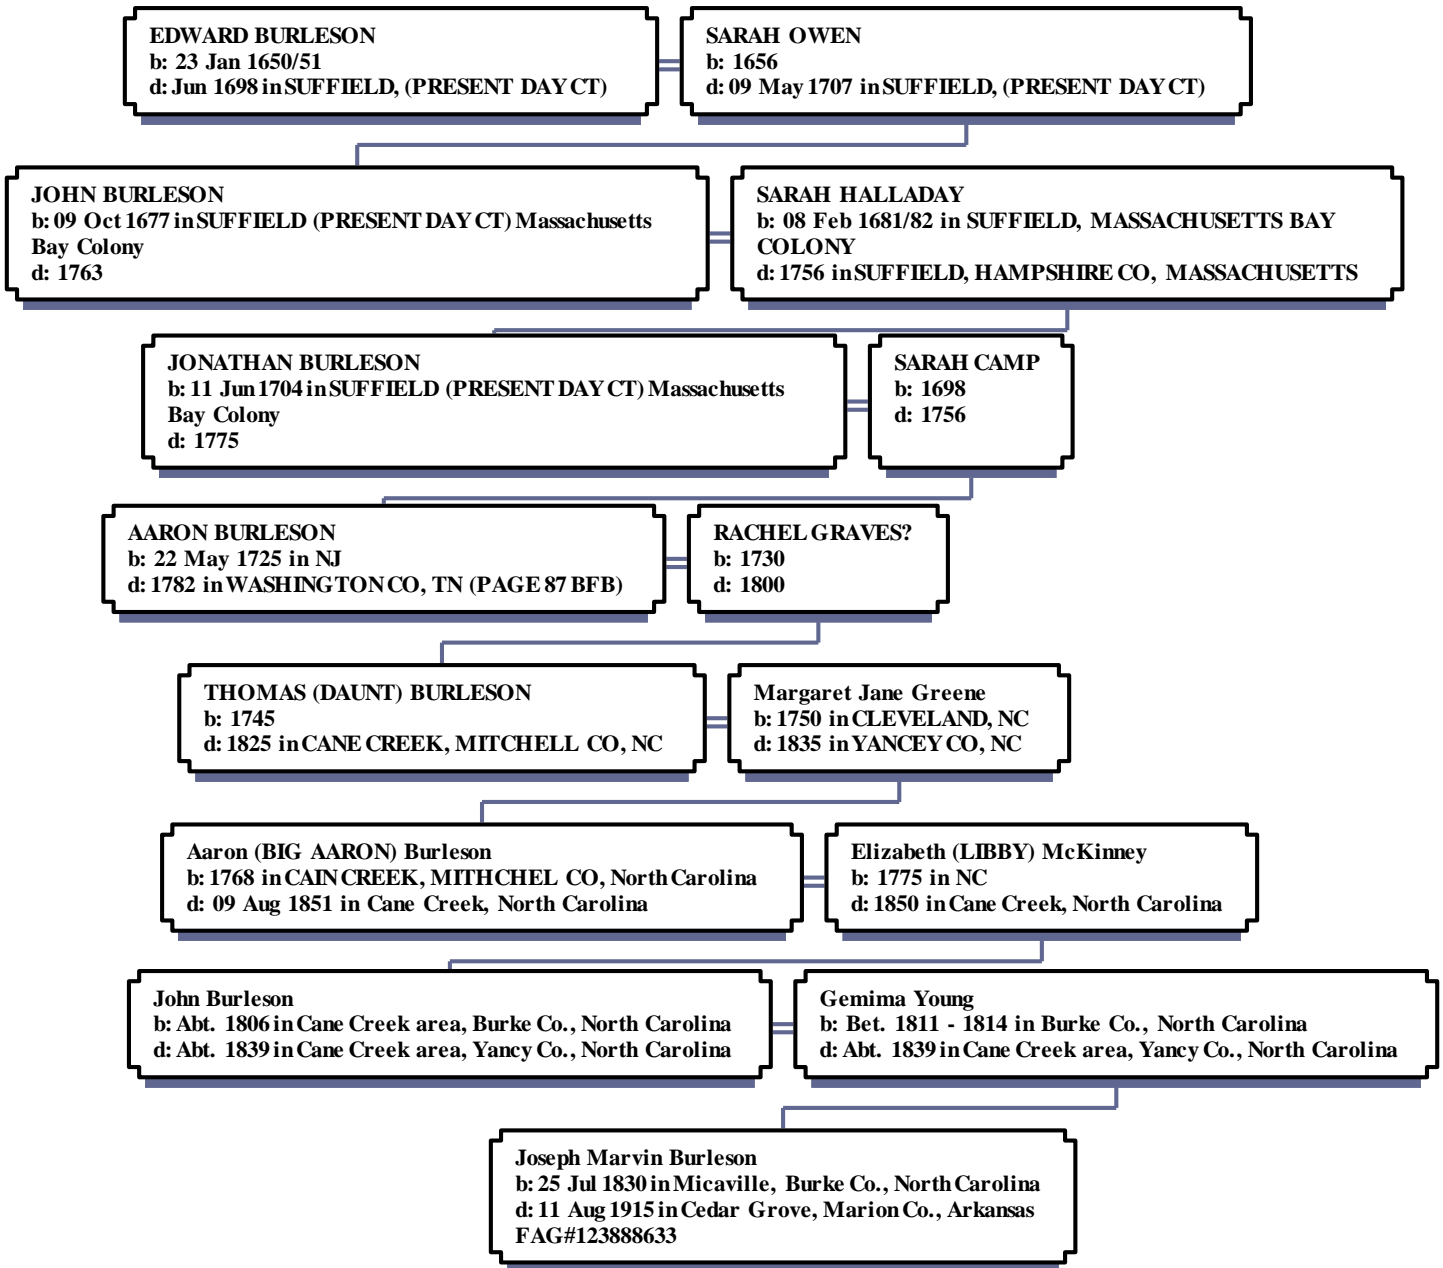 EDWARD BURLESON
b: 23 Jan 1650/51
d: Jun 1698 in SUFFIELD, (PRESENT DAY CT)
SARAH OWEN
b: 1656
d: 09 May 1707 in SUFFIELD, (PRESENT DAY CT)
JOHN BURLESON
b: 09 Oct 1677 in SUFFIELD (PRESENT DAY CT) Massachusetts
Bay Colony
d: 1763
SARAH HALLADAY
b: 08 Feb 1681/82 in SUFFIELD, MASSACHUSETTS BAY
COLONY
d: 1756 in SUFFIELD, HAMPSHIRE CO, MASSACHUSETTS
JONATHAN BURLESON
b: 11 Jun 1704 in SUFFIELD (PRESENT DAY CT) Massachusetts
Bay Colony
d: 1775
SARAH CAMP
b: 1698
d: 1756
AARON BURLESON
b: 22 May 1725 in NJ
d: 1782 in WASHINGTON CO, TN (PAGE 87 BFB)
RACHEL GRAVES?
b: 1730
d: 1800
THOMAS (DAUNT) BURLESON
b: 1745
d: 1825 in CANE CREEK, MITCHELL CO, NC
Margaret Jane Greene
b: 1750 in CLEVELAND, NC
d: 1835 in YANCEY CO, NC
Aaron (BIG AARON) Burleson
b: 1768 in CAIN CREEK, MITHCHEL CO, North Carolina
d: 09 Aug 1851 in Cane Creek, North Carolina
Elizabeth (LIBBY) McKinney
b: 1775 in NC
d: 1850 in Cane Creek, North Carolina
John Burleson
b: Abt. 1806 in Cane Creek area, Burke Co., North Carolina
d: Abt. 1839 in Cane Creek area, Yancy Co., North Carolina
Gemima Young
b: Bet. 1811 - 1814 in Burke Co., North Carolina
d: Abt. 1839 in Cane Creek area, Yancy Co., North Carolina
Joseph Marvin Burleson
b: 25 Jul 1830 in Micaville, Burke Co., North Carolina
d: 11 Aug 1915 in Cedar Grove, Marion Co., Arkansas
FAG#123888633